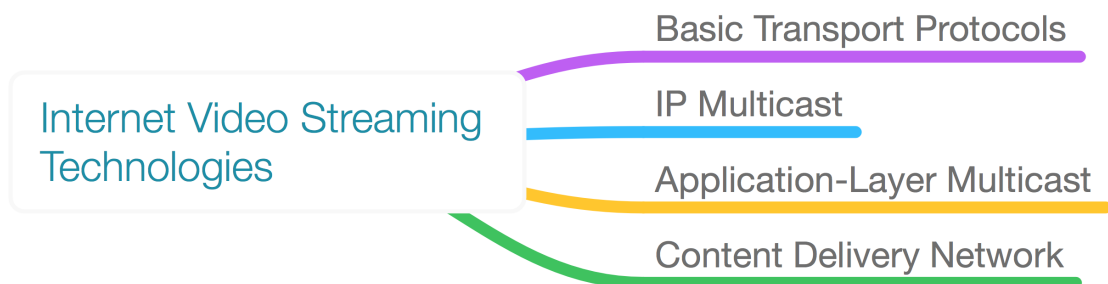 Basic Transport Protocols
IP Multicast
Internet Video Streaming
Technologies
Application-Layer Multicast
Content Delivery Network